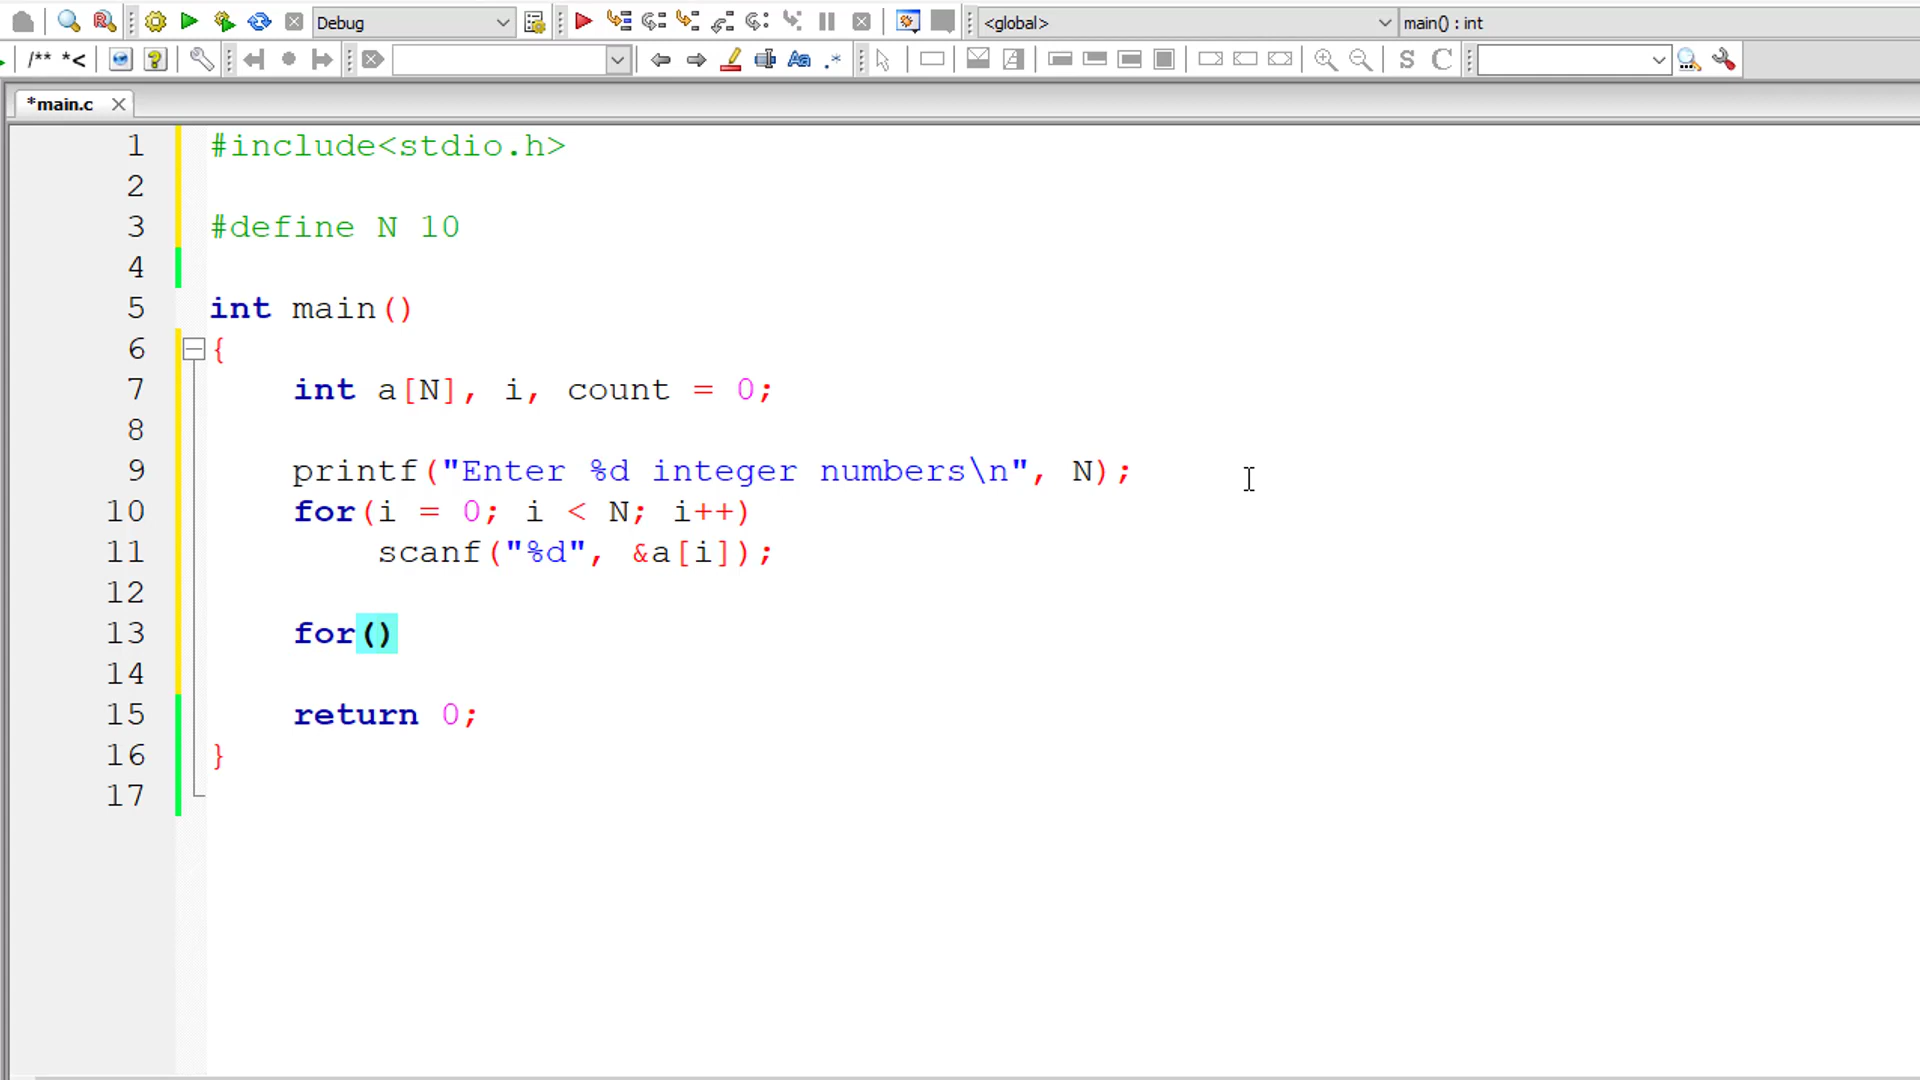 Debug <global> main() : int
/** *<
S C
*main.c
1 #include<stdio.h>
2
3 #define N 10
4
5 int main()
6 {
7 int a[N], i, count = 0;
8
9 printf("Enter %d integer numbers\n", N);
10 for(i = 0; i < N; i++)
11 scanf("%d", &a[i]);
12
13 for()
14
15 return 0;
16 }
17